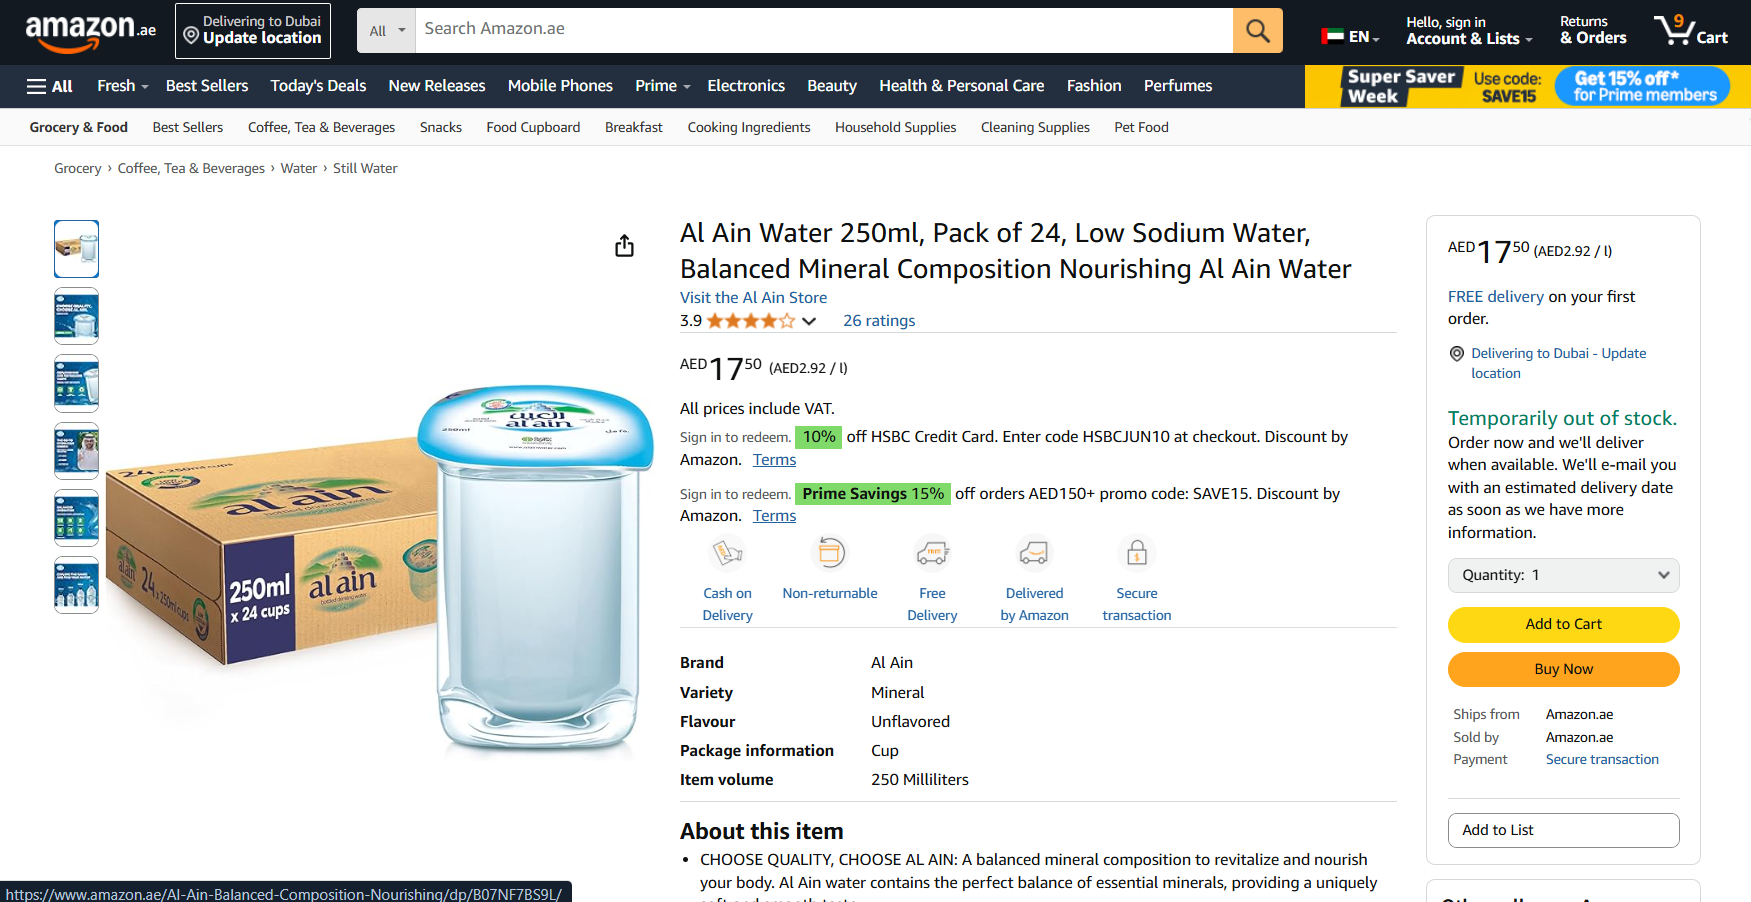 amazon.ae
Delivering to Dubai
Update location
All
Search Amazon.ae
EN
Hello, sign in
Account & Lists
Returns
& Orders
9
Cart
All
Fresh
Best Sellers
Today's Deals
New Releases
Mobile Phones
Prime
Electronics
Beauty
Health & Personal Care
Fashion
Perfumes
Super Saver
Week
Use code:
SAVE15
Get 15% off*
for Prime members
Grocery & Food
Best Sellers
Coffee, Tea & Beverages
Snacks
Food Cupboard
Breakfast
Cooking Ingredients
Household Supplies
Cleaning Supplies
Pet Food
Grocery › Coffee, Tea & Beverages › Water › Still Water
24 x 250ml cups
al ain
bottled drinking water
al ain
24 x 250ml cups
250ml
x 24 cups
al ain
bottled drinking water
العين
al ain
250ml
Al Ain Water 250ml, Pack of 24, Low Sodium Water,
Balanced Mineral Composition Nourishing Al Ain Water
Visit the Al Ain Store
3.9
26 ratings
AED 17 50 (AED2.92 / l)
All prices include VAT.
Sign in to redeem. 10% off HSBC Credit Card. Enter code HSBCJUN10 at checkout. Discount by
Amazon. Terms
Sign in to redeem. Prime Savings 15% off orders AED150+ promo code: SAVE15. Discount by
Amazon. Terms
Cash on
Delivery
Non-returnable
Free
Delivery
Delivered
by Amazon
Secure
transaction
Brand Al Ain
Variety Mineral
Flavour Unflavored
Package information Cup
Item volume 250 Milliliters
About this item
• CHOOSE QUALITY, CHOOSE AL AIN: A balanced mineral composition to revitalize and nourish
your body. Al Ain water contains the perfect balance of essential minerals, providing a uniquely
AED 17 50 (AED2.92 / l)
FREE delivery on your first
order.
Delivering to Dubai - Update
location
Temporarily out of stock.
Order now and we'll deliver
when available. We'll e-mail you
with an estimated delivery date
as soon as we have more
information.
Quantity: 1
Add to Cart
Buy Now
Ships from Amazon.ae
Sold by Amazon.ae
Payment Secure transaction
Add to List
https://www.amazon.ae/Al-Ain-Balanced-Composition-Nourishing/dp/B07NF7BS9L/